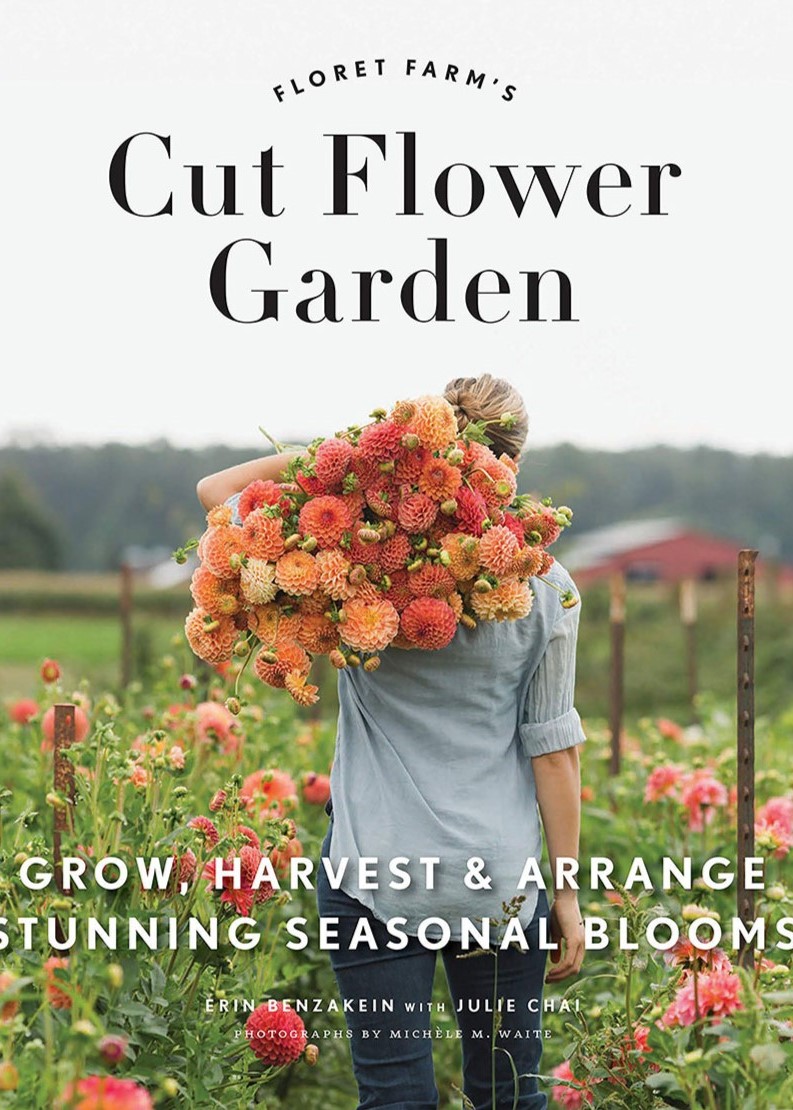 FLORET FARM'S
Cut Flower
Garden
GROW, HARVEST & ARRANGE
STUNNING SEASONAL BLOOMS
ERIN BENZAKEIN WITH JULIE CHAI
PHOTOGRAPHS BY MICHÈLE M. WAITE